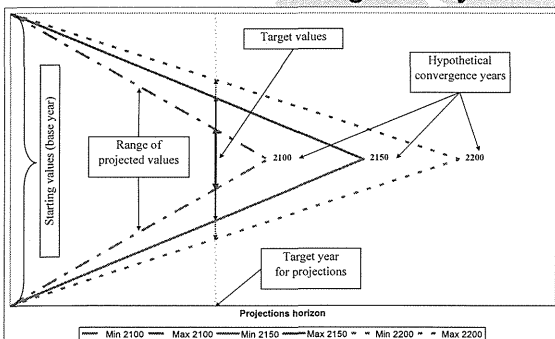 Target values
Hypothetical
convergence years
Starting values (base year)
Range of
projected values
2100
2150
2200
Target year
for projections
Projections horizon
Min 2100
Max 2100
Min 2150
Max 2150
Min 2200
Max 2200